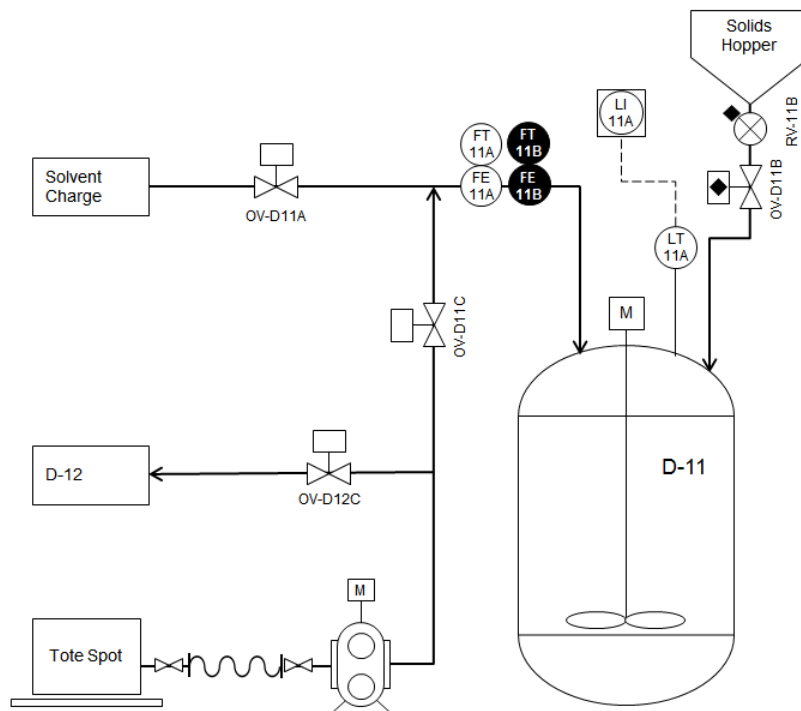 Solids
Hopper
LI
11A
RV-11B
FT
11A
FT
11B
Solvent
Charge
FE
11A
FE
11B
OV-D11B
OV-D11A
LT
11A
M
OV-D11C
D-12
D-11
OV-D12C
M
Tote Spot